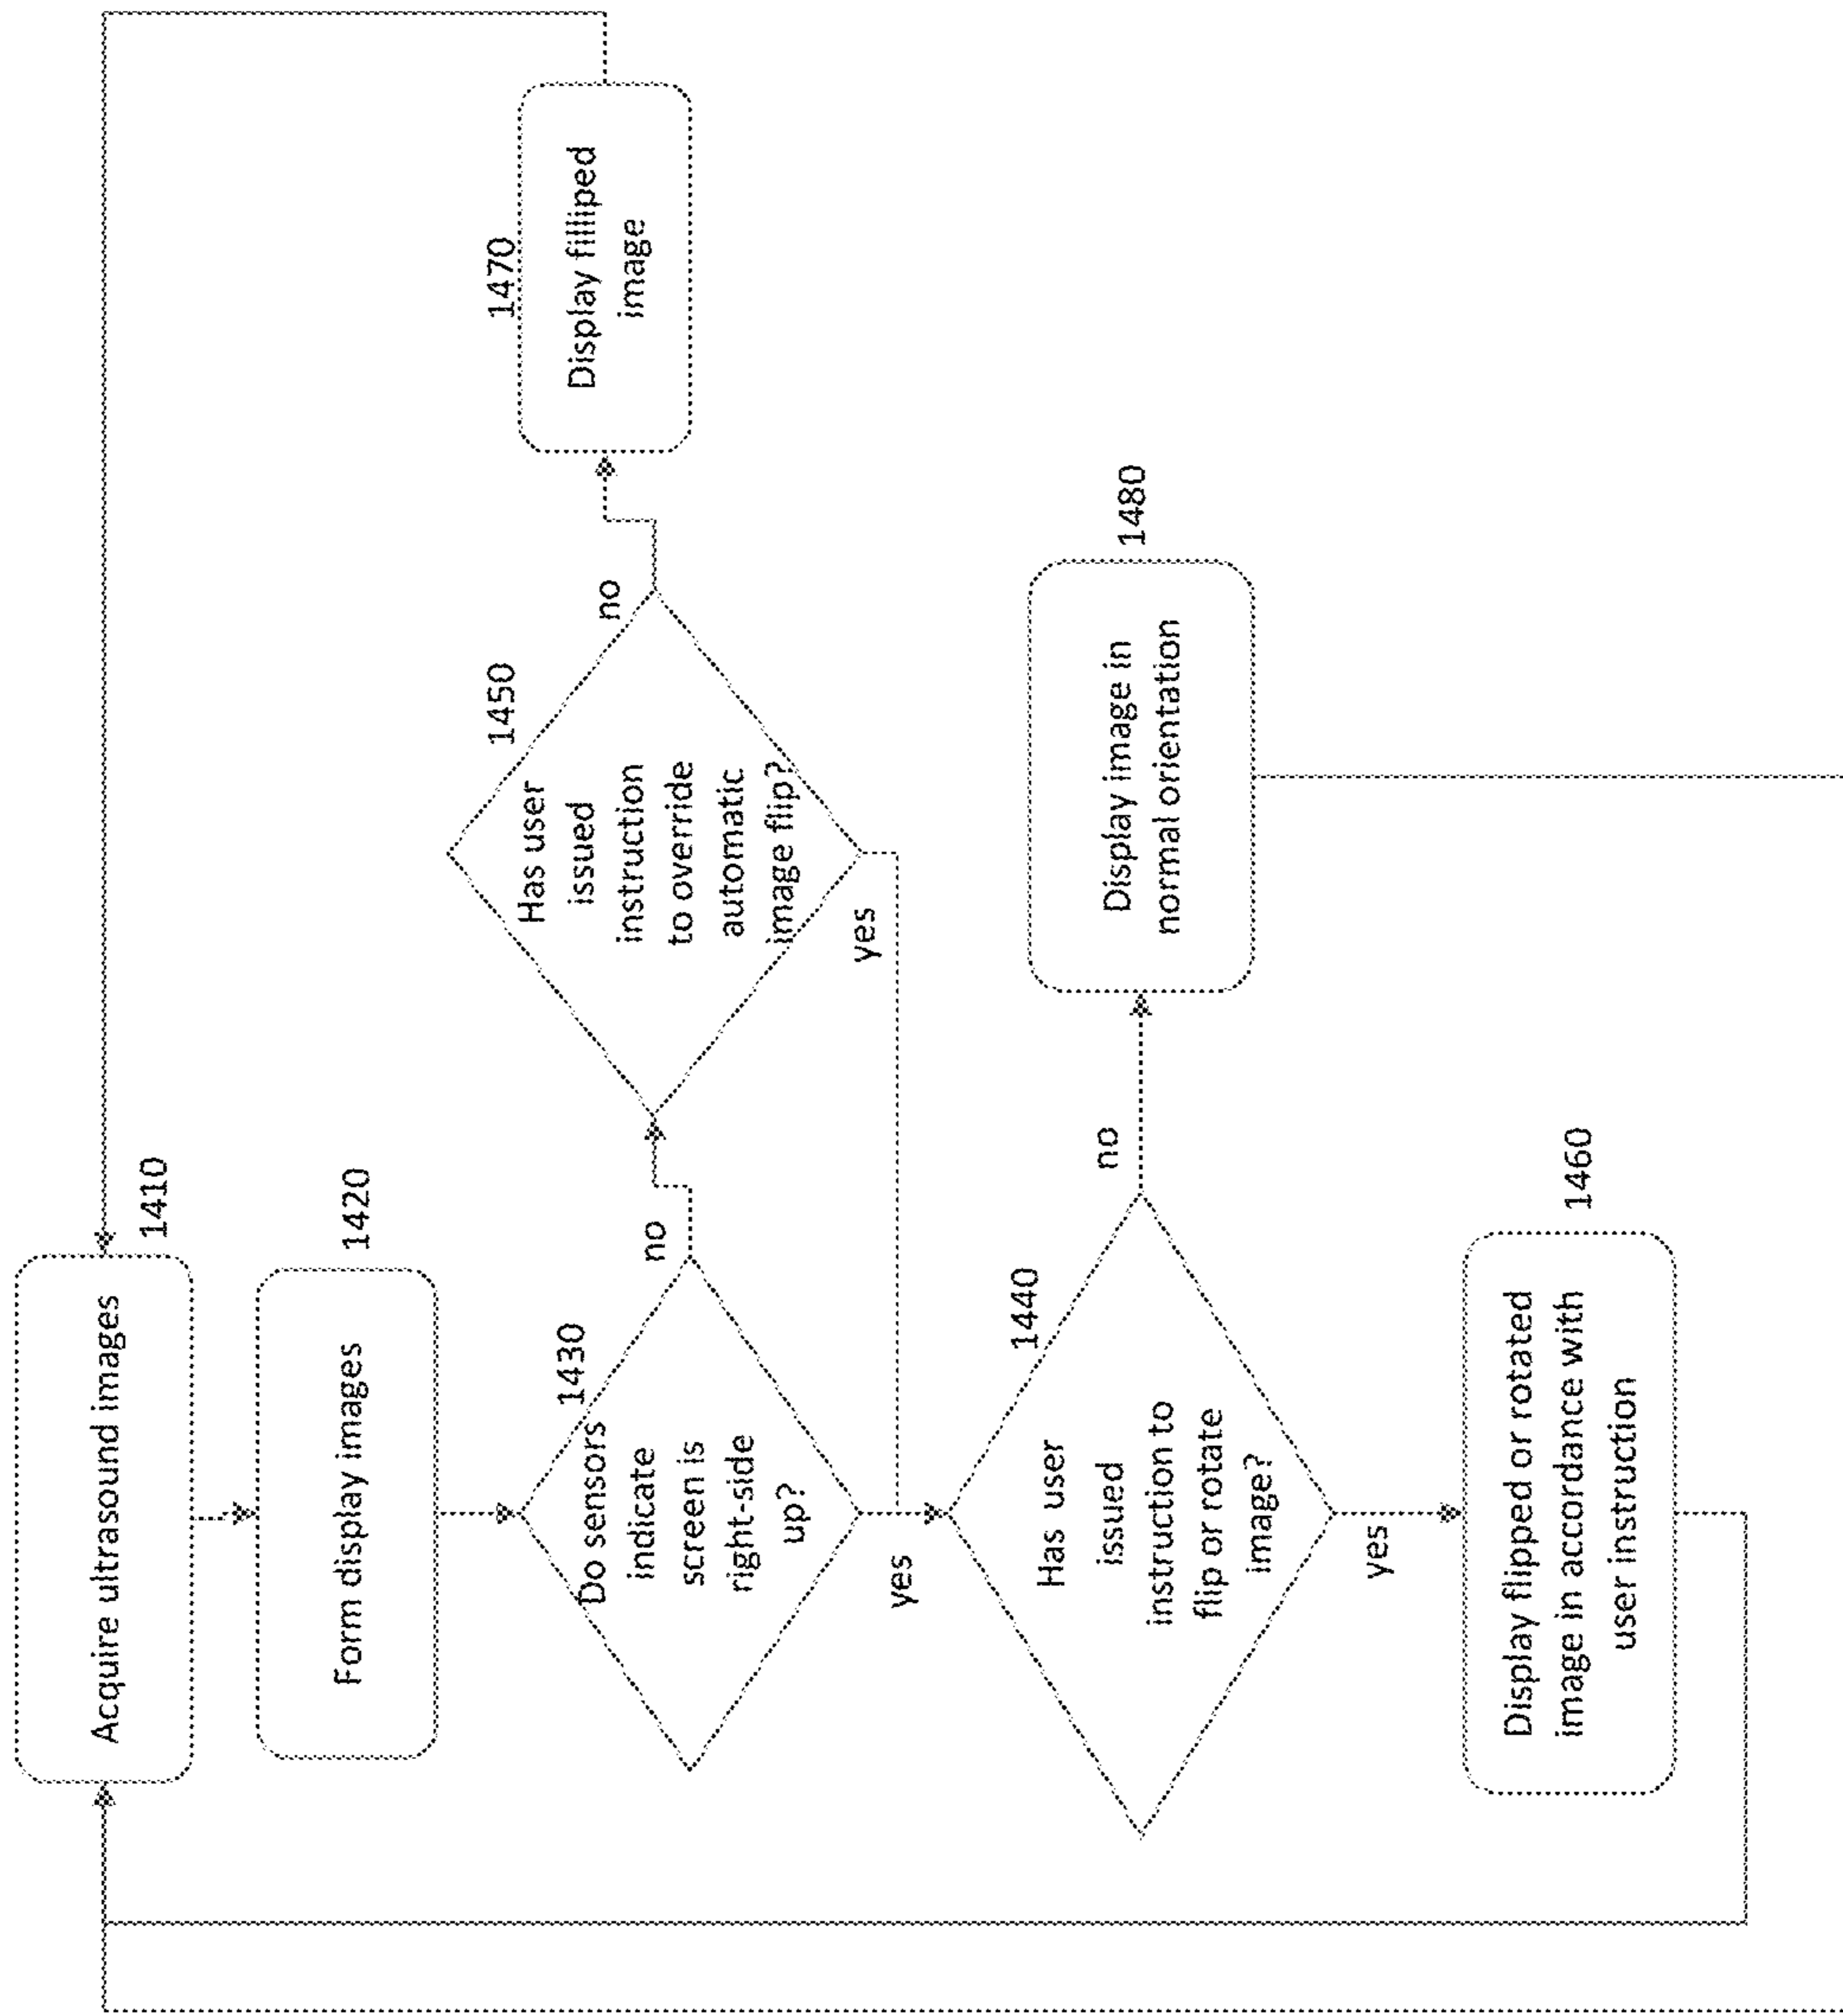 Acquire ultrasound images
1410
Form display images
1420
1430
Do sensors
indicate
screen is
right-side
up?
no
yes
1450
Has user
issued
instruction
to override
automatic
image flip?
no
yes
1470
Display filliped
image
1440
Has user
issued
instruction to
flip or rotate
image?
no
yes
1480
Display image in
normal orientation
1460
Display flipped or rotated
image in accordance with
user instruction